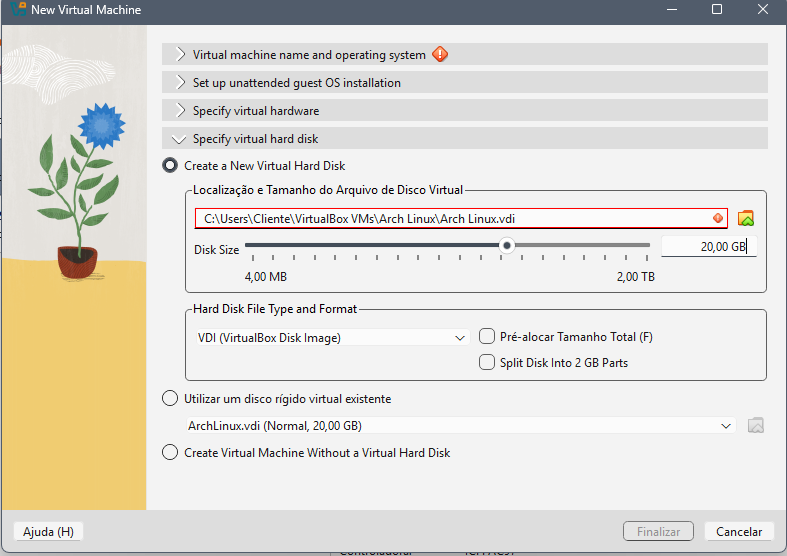 New Virtual Machine
Virtual machine name and operating system
Set up unattended guest OS installation
Specify virtual hardware
Specify virtual hard disk
Create a New Virtual Hard Disk
Localização e Tamanho do Arquivo de Disco Virtual
C:\Users\Cliente\VirtualBox VMs\Arch Linux\Arch Linux.vdi
Disk Size
20,00 GB
4,00 MB 2,00 TB
Hard Disk File Type and Format
VDI (VirtualBox Disk Image) Pré-alocar Tamanho Total (F)
Split Disk Into 2 GB Parts
Utilizar um disco rígido virtual existente
ArchLinux.vdi (Normal, 20,00 GB)
Create Virtual Machine Without a Virtual Hard Disk
Ajuda (H) Finalizar Cancelar